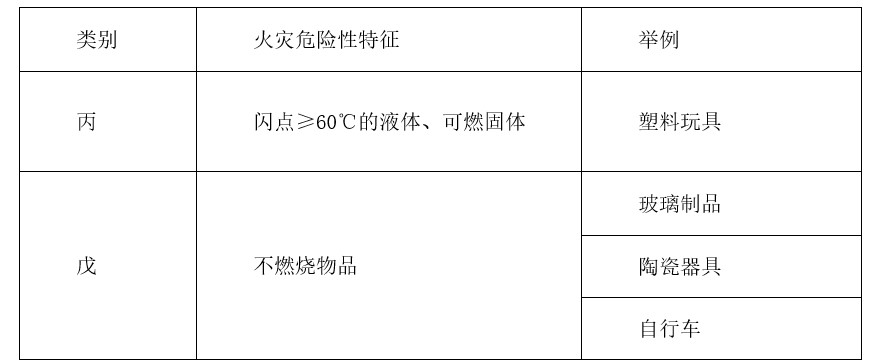 类别 火灾危险性特征 举例
丙 闪点≥60℃的液体、可燃固体 塑料玩具
戊 不燃烧物品 玻璃制品
陶瓷器具
自行车